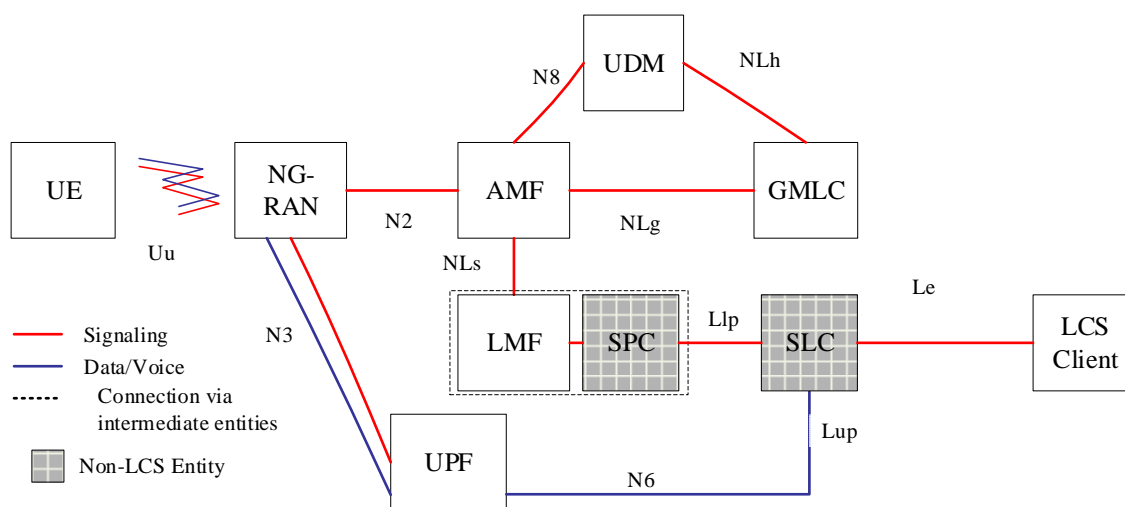 UDM
N8
NLh
UE
NG-
RAN
AMF
GMLC
N2
NLg
Uu
NLs
Le
N3
Llp
LMF
SPC
SLC
LCS
Client
Signaling
Data/Voice
Connection via
intermediate entities
Lup
UPF
Non-LCS Entity
N6